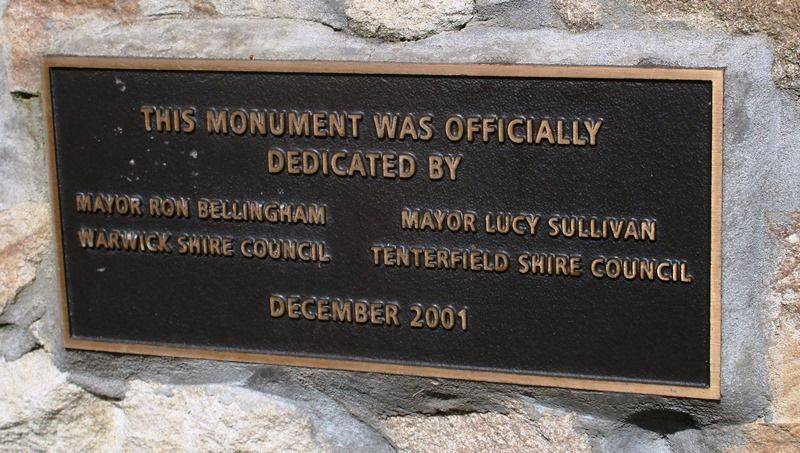 THIS MONUMENT WAS OFFICIALLY
DEDICATED BY
MAYOR RON BELLINGHAM
WARWICK SHIRE COUNCIL
MAYOR LUCY SULLIVAN
TENTERFIELD SHIRE COUNCIL
DECEMBER 2001